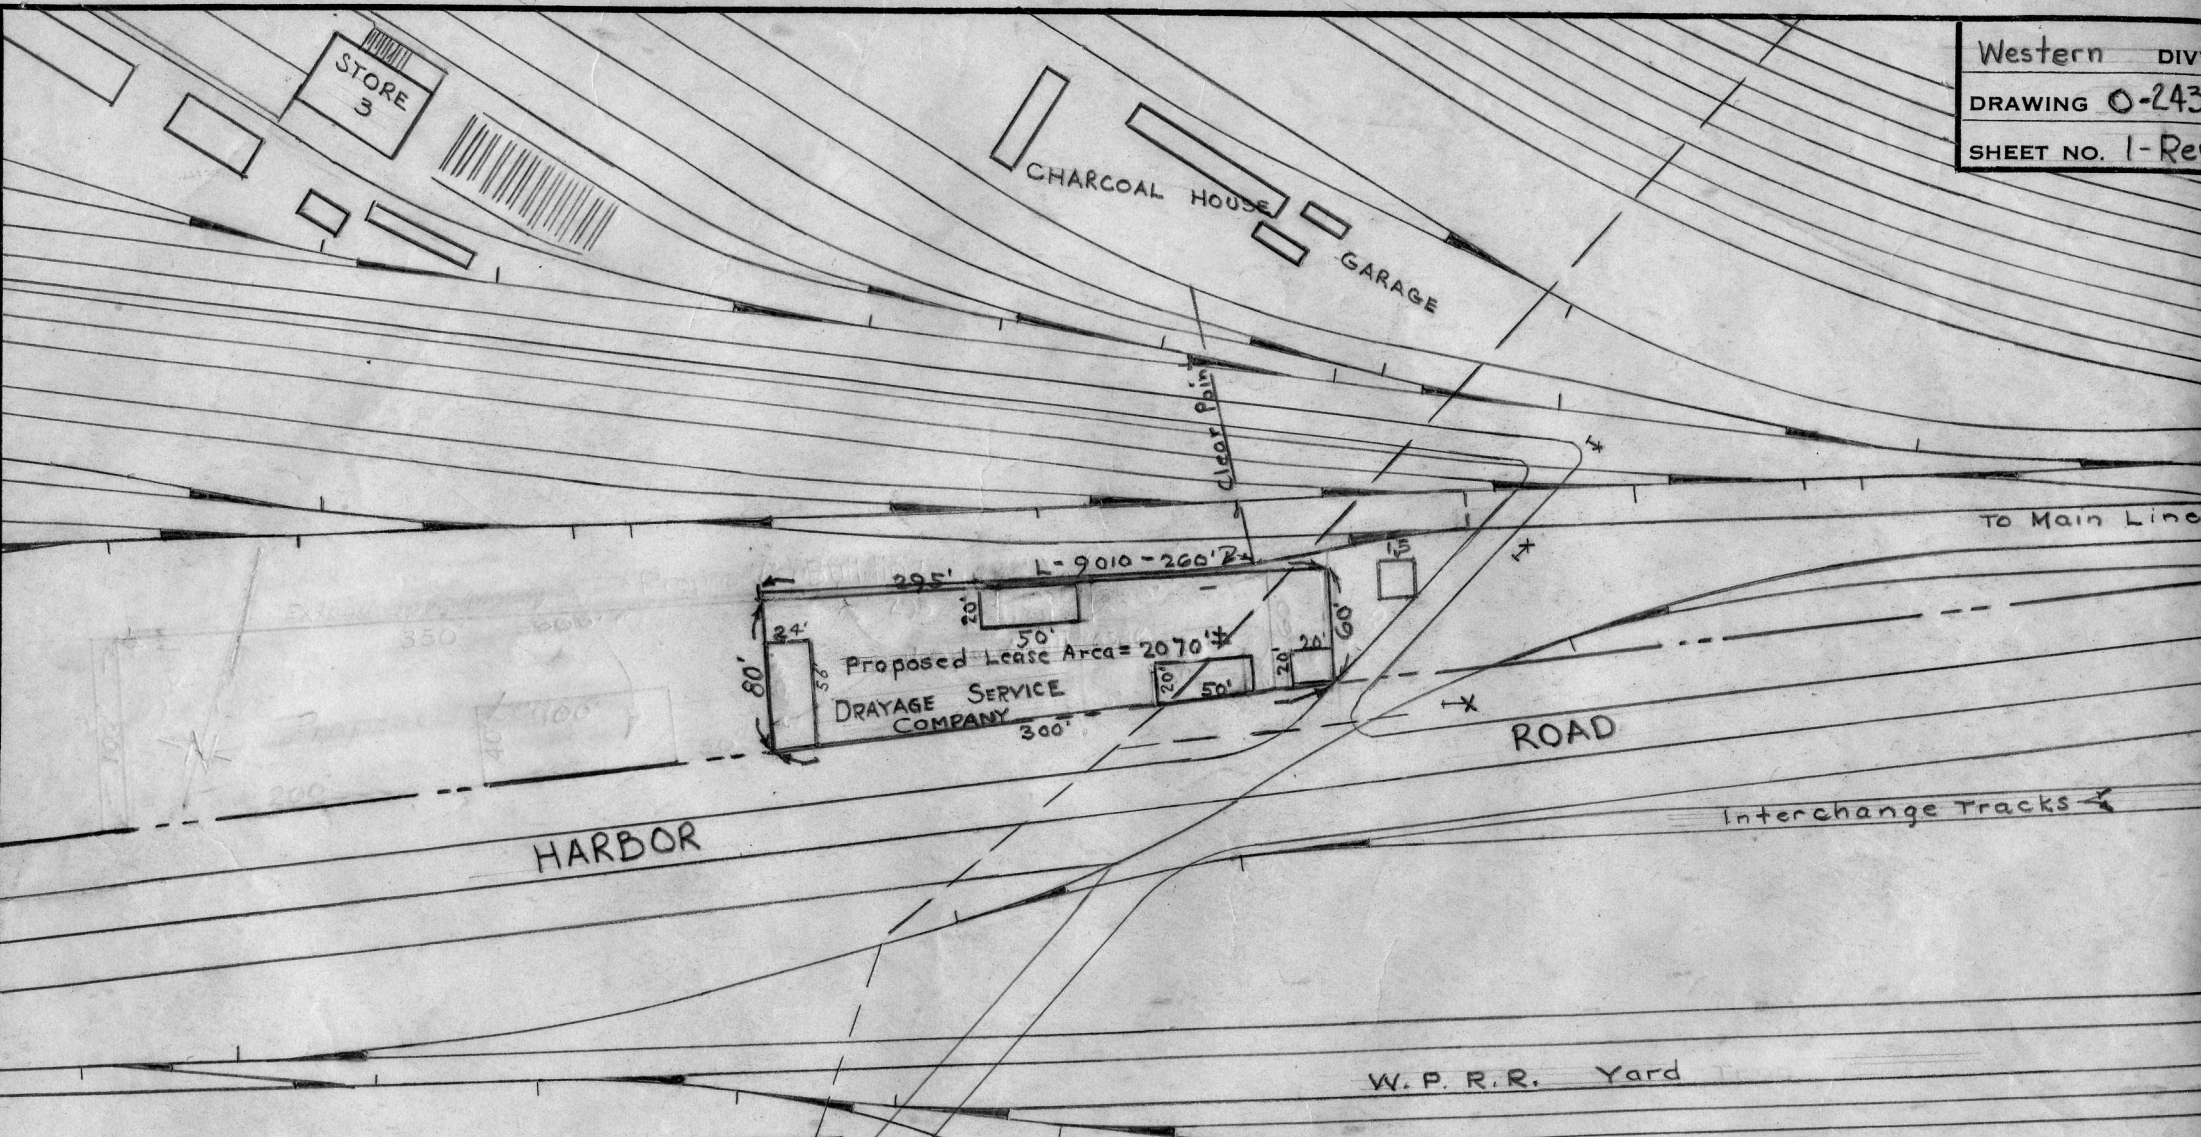 Western DIV
DRAWING O-243
SHEET NO. 1-Re
STORE
3
CHARCOAL HOUSE
GARAGE
Clear Point
To Main Line
L-9010-260'
15
295'
20'
50'
60'
24'
56'
80'
Proposed Lease Area = 2070'
20'
20'
20'
50'
DRAYAGE SERVICE
COMPANY
300'
350
200
HARBOR ROAD
Interchange Tracks
W. P. R. R. Yard